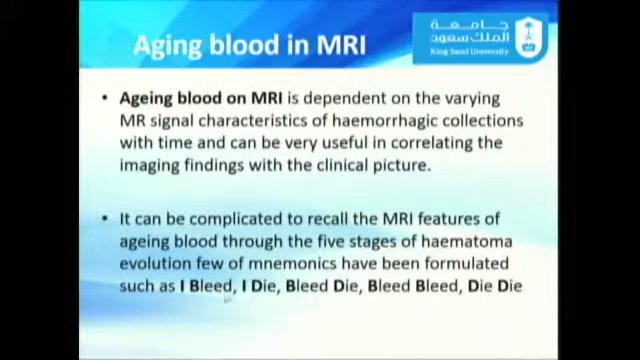 Aging blood in MRI
جامعة
الملك سعود
King Saud University
• Ageing blood on MRI is dependent on the varying
MR signal characteristics of haemorrhagic collections
with time and can be very useful in correlating the
imaging findings with the clinical picture.
• It can be complicated to recall the MRI features of
ageing blood through the five stages of haematoma
evolution few of mnemonics have been formulated
such as I Bleed, I Die, Bleed Die, Bleed Bleed, Die Die